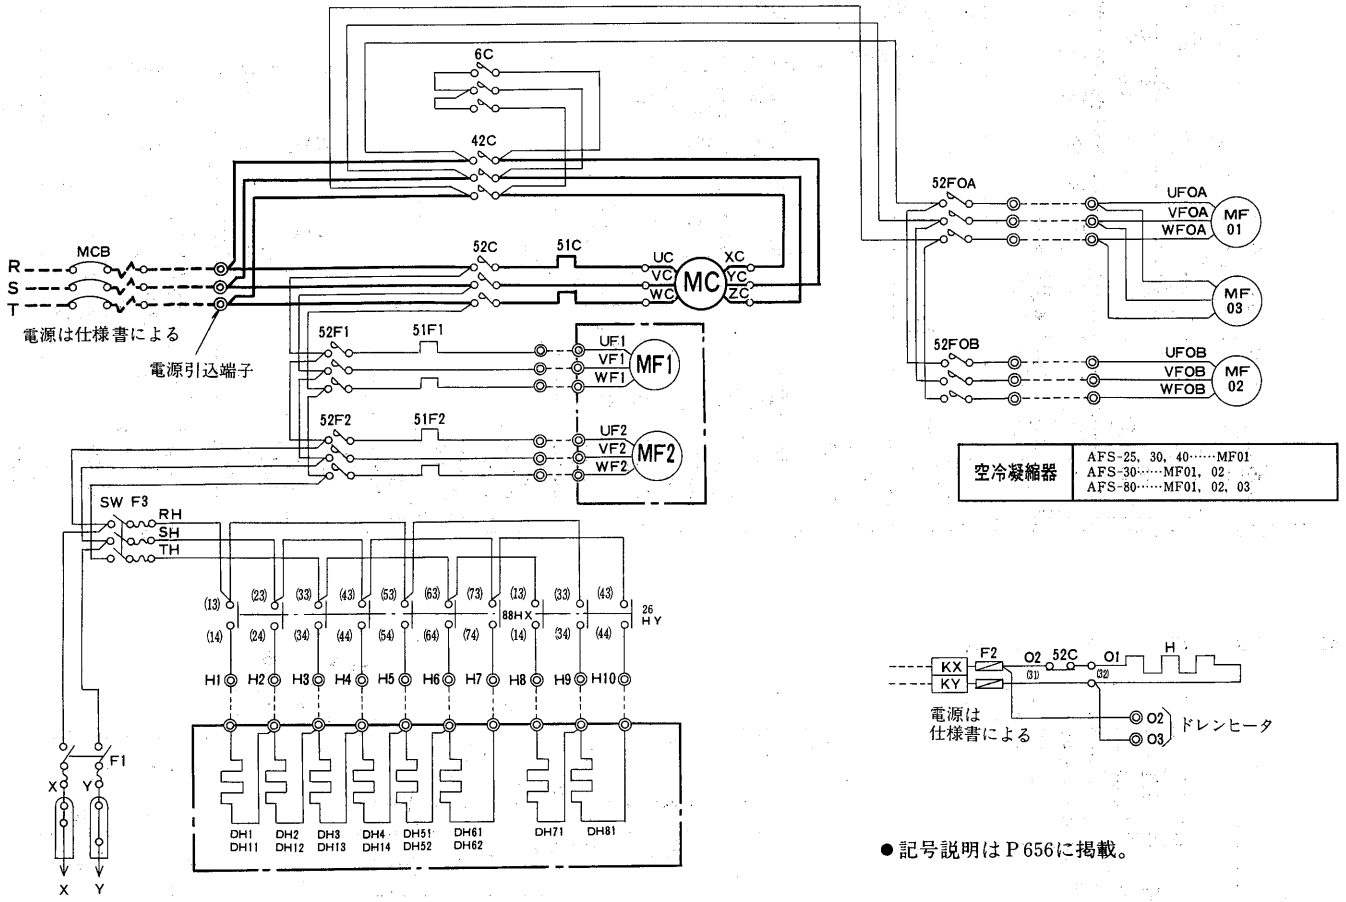 6C
42C
52C
51C
MCB
R
S
T
電源は仕様書による
電源引込端子
UC
VC
WC
MC
XC
YC
ZC
52FOA
UFOA
VFOA
WFOA
MF
01
MF
03
52FOB
UFOB
VFOB
WFOB
MF
02
52F1
51F1
UF1
VF1
WF1
MF1
52F2
51F2
UF2
VF2
WF2
MF2
空冷凝縮器
AFS-25, 30, 40……MF01
AFS-30……MF01, 02
AFS-80……MF01, 02, 03
SW F3
RH
SH
TH
(13) (23) (33) (43) (53) (63) (73) (13) (33) (43)
88HX
26
HY
(14) (24) (34) (44) (54) (64) (74) (14) (34) (44)
H1 H2 H3 H4 H5 H6 H7 H8 H9 H10
F1
X Y
DH1 DH2 DH3 DH4 DH51 DH61 DH71 DH81
DH11 DH12 DH13 DH14 DH52 DH62
X Y
KX
KY
F2
O2
52C
O1
H
(31)
(32)
電源は
仕様書による
O2
O3
ドレンヒータ
●記号説明はP656に掲載。